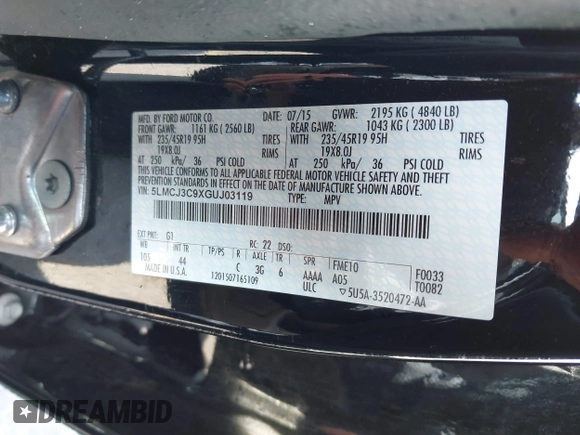 MFD. BY FORD MOTOR CO. DATE: 07/15 GVWR: 2195 KG ( 4840 LB)
FRONT GAWR: 1161 KG ( 2560 LB) REAR GAWR: 1043 KG ( 2300 LB)
WITH 235/45R19 95H TIRES WITH 235/45R19 95H TIRES
19X8.0J 19X8.0J
AT 250 kPa/ 36 PSI COLD AT 250 kPa/ 36 PSI COLD
THIS VEHICLE CONFORMS TO ALL APPLICABLE FEDERAL MOTOR VEHICLE SAFETY AND THEFT
PREVENTION STANDARDS IN EFFECT ON THE DATE OF MANUFACTURE SHOWN ABOVE.
VIN: 5LMCJ3C9XGUJ03119 TYPE: MPV
EXT PNT: G1 RC: 22 DSO:
WB INT TR TP/PS R AXLE TR SPR FME10 F0033
105 44 C 3G 6 AAAA A05 T0082
MADE IN U.S.A. 1201507165109 ULC ▽5U5A-3520472-AA
DREAMBID